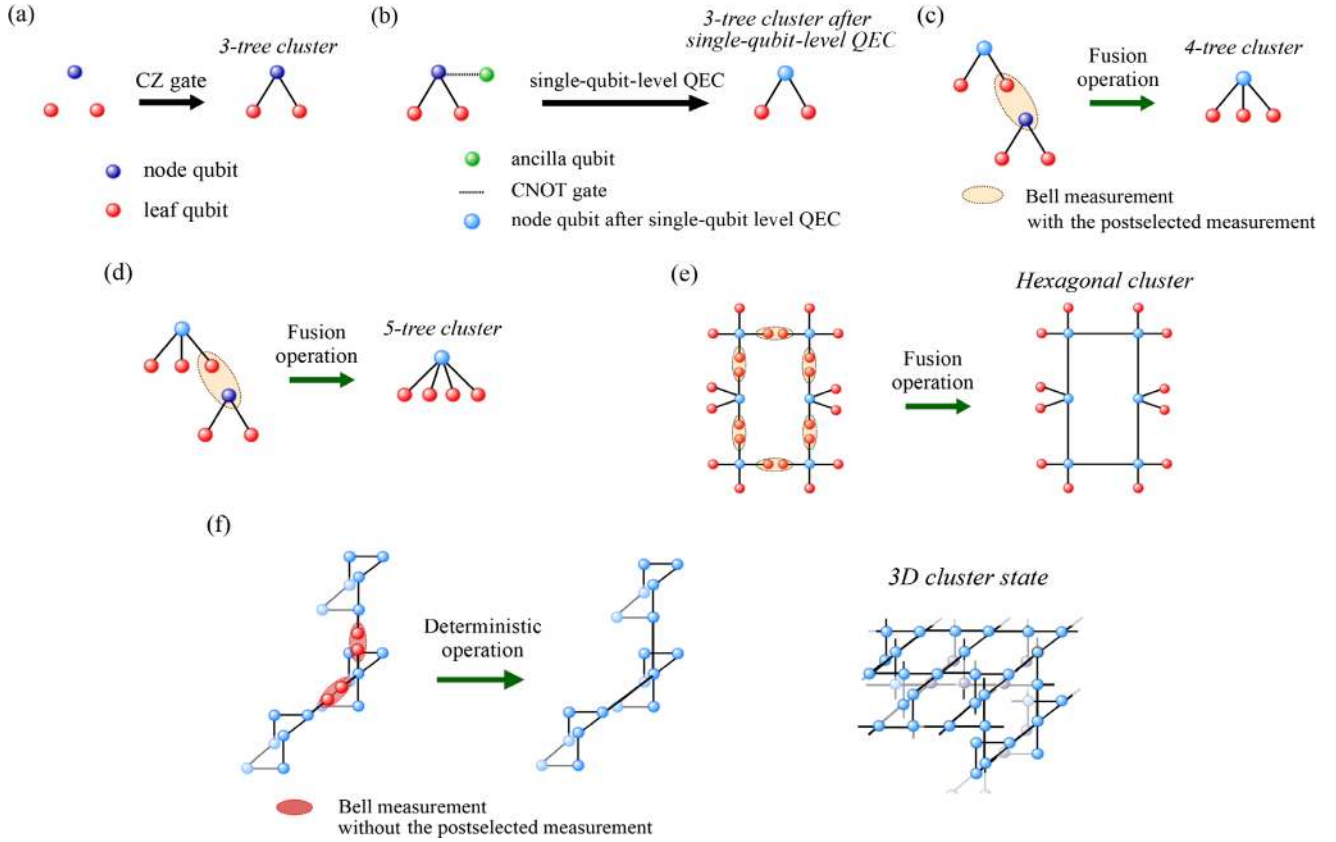 (a)
3-tree cluster
CZ gate
node qubit
leaf qubit
(b)
3-tree cluster after
single-qubit-level QEC
single-qubit-level QEC
ancilla qubit
CNOT gate
node qubit after single-qubit level QEC
(c)
Fusion
operation
4-tree cluster
Bell measurement
with the postselected measurement
(d)
Fusion
operation
5-tree cluster
(e)
Hexagonal cluster
Fusion
operation
(f)
Deterministic
operation
3D cluster state
Bell measurement
without the postselected measurement